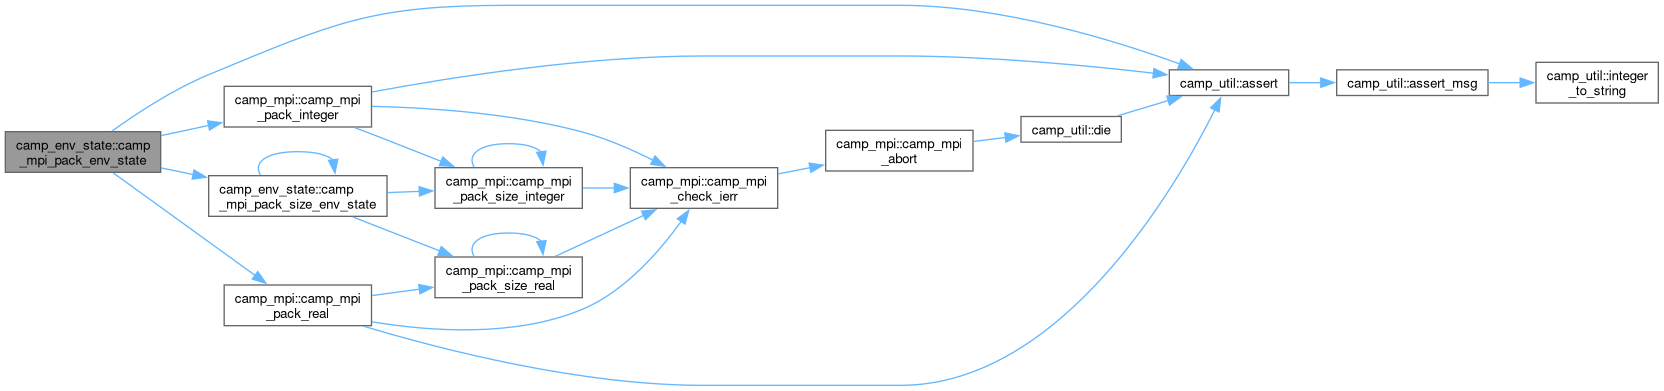 camp_env_state::camp
_mpi_pack_env_state
camp_mpi::camp_mpi
_pack_integer
camp_env_state::camp
_mpi_pack_size_env_state
camp_mpi::camp_mpi
_pack_real
camp_mpi::camp_mpi
_pack_size_integer
camp_mpi::camp_mpi
_pack_size_real
camp_mpi::camp_mpi
_check_ierr
camp_mpi::camp_mpi
_abort
camp_util::die
camp_util::assert
camp_util::assert_msg
camp_util::integer
_to_string